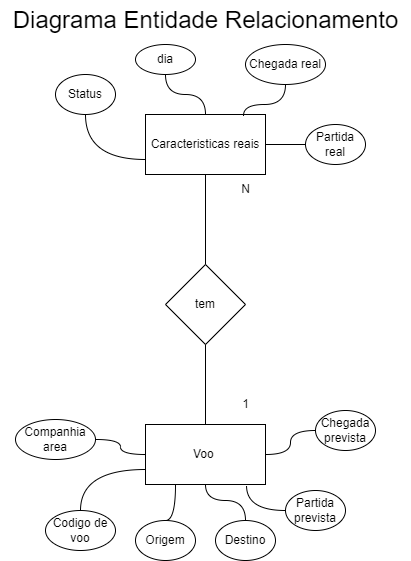 Diagrama Entidade Relacionamento
dia
Chegada real
Status
Caracteristicas reais
Partida
real
N
tem
1
Companhia
area
Voo
Chegada
prevista
Codigo de
voo
Origem
Destino
Partida
prevista